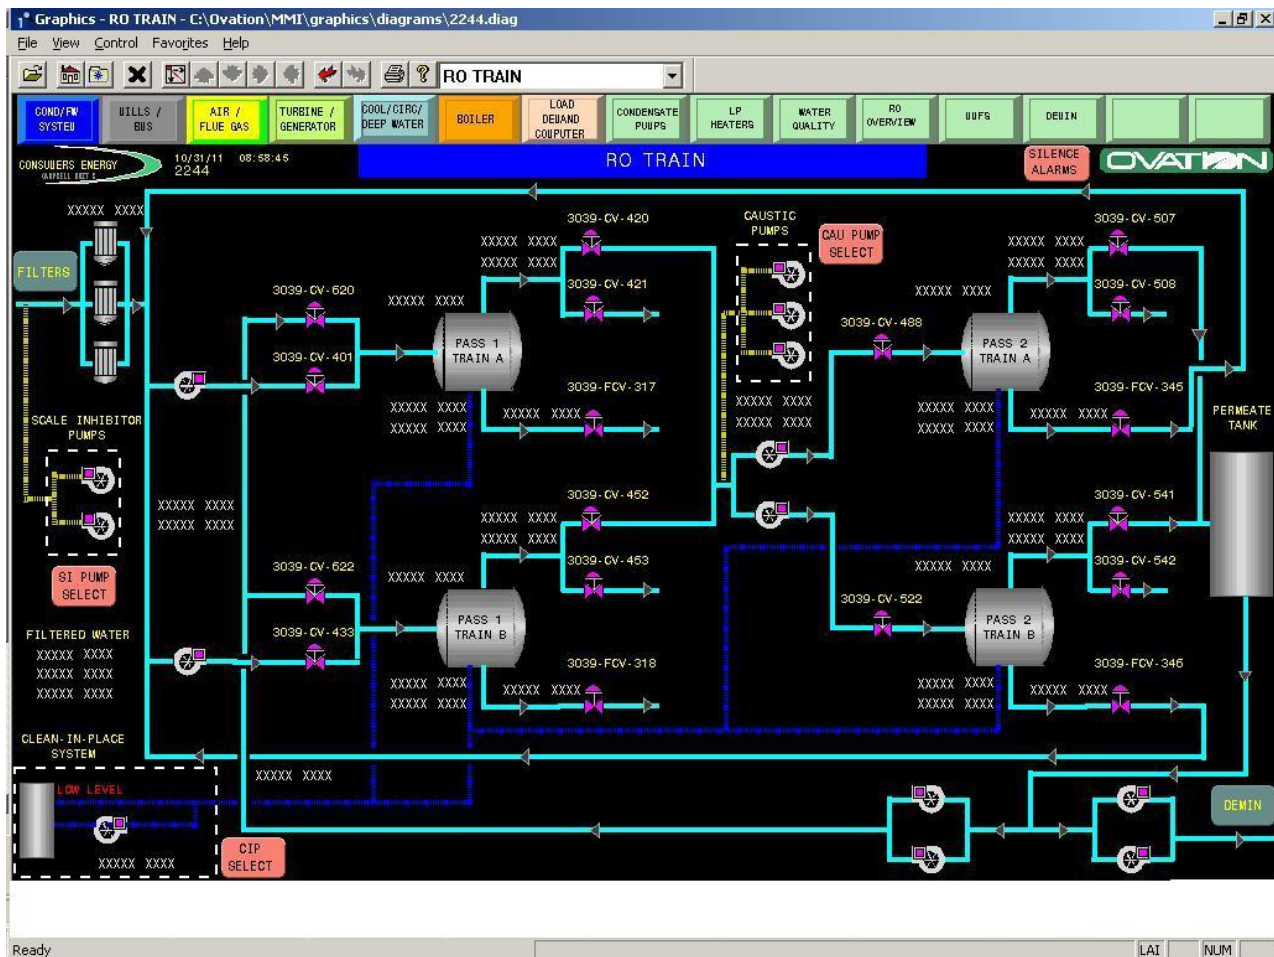 Graphics - RO TRAIN - C:\Ovation\MMI\graphics\diagrams\2244.diag
File View Control Favorites Help
RO TRAIN
COND/FW SYSTEM
MILLS / BUS
AIR / FLUE GAS
TURBINE / GENERATOR
COOL/CIRC/ DEEP WATER
BOILER
LOAD DEMAND COMPUTER
CONDENSATE PUMPS
LP HEATERS
WATER QUALITY
RO OVERVIEW
DEMIN
CONSUMERS ENERGY
10/31/11 08:58:45
2244
RO TRAIN
SILENCE ALARMS
OVATION
XXXXX XXXX
FILTERS
3039-CV-420
XXXXX XXXX
XXXXX XXXX
CAUSTIC PUMPS
CAU PUMP SELECT
3039-CV-507
XXXXX XXXX
XXXXX XXXX
3039-CV-620
XXXXX XXXX
3039-CV-421
XXXXX XXXX
3039-CV-508
3039-CV-401
PASS 1 TRAIN A
3039-CV-488
PASS 2 TRAIN A
3039-FCV-317
3039-FCV-345
XXXXX XXXX
XXXXX XXXX
XXXXX XXXX
XXXXX XXXX
XXXXX XXXX
XXXXX XXXX
XXXXX XXXX
XXXXX XXXX
PERMEATE TANK
SCALE INHIBITOR PUMPS
XXXXX XXXX
XXXXX XXXX
3039-CV-452
XXXXX XXXX
XXXXX XXXX
3039-CV-541
XXXXX XXXX
XXXXX XXXX
SI PUMP SELECT
3039-CV-622
XXXXX XXXX
3039-CV-453
XXXXX XXXX
3039-CV-542
3039-CV-433
PASS 1 TRAIN B
3039-CV-522
PASS 2 TRAIN B
FILTERED WATER
XXXXX XXXX
XXXXX XXXX
XXXXX XXXX
3039-FCV-318
3039-FCV-346
XXXXX XXXX
XXXXX XXXX
XXXXX XXXX
XXXXX XXXX
XXXXX XXXX
XXXXX XXXX
CLEAN-IN-PLACE SYSTEM
XXXXX XXXX
LOW LEVEL
XXXXX XXXX
CIP SELECT
DEMIN
Ready
NUM